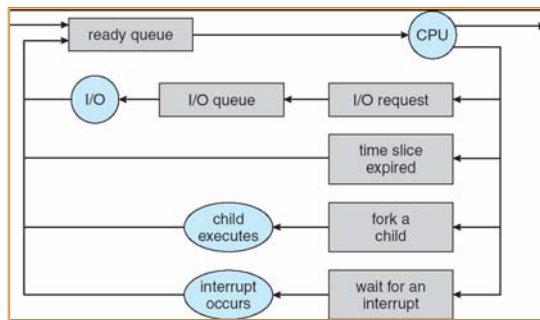 ready queue
CPU
I/O
I/O queue
I/O request
time slice
expired
child
executes
fork a
child
interrupt
occurs
wait for an
interrupt